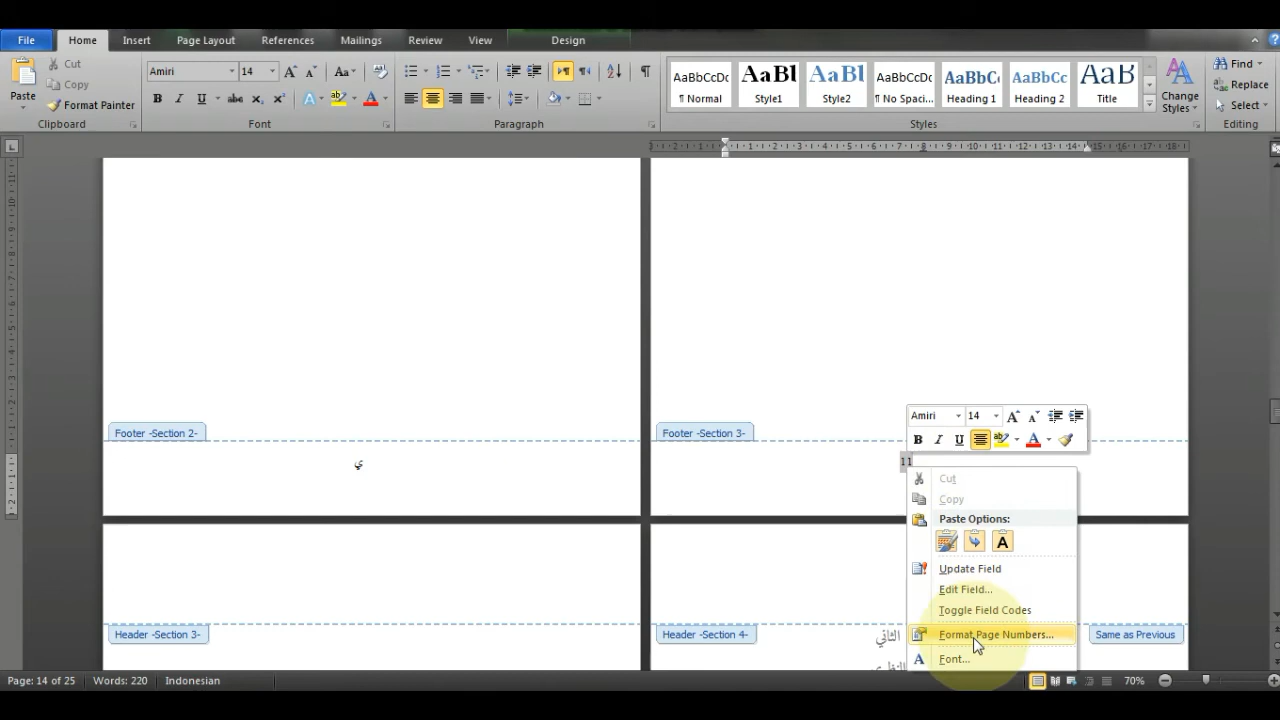 File Home Insert Page Layout References Mailings Review View Design
Paste
Cut
Copy
Format Painter
Clipboard
Amiri 14
Font
Paragraph
AaBbCcDc AaBl AaBbl AaBbCcDc AaBbC AaBbC AaB
¶ Normal Style1 Style2 ¶ No Spaci... Heading 1 Heading 2 Title
Change Styles
Styles
Find
Replace
Select
Editing
Footer -Section 2-
ي
Footer -Section 3-
11
Amiri 14
Cut
Copy
Paste Options:
Update Field
Edit Field...
Toggle Field Codes
Format Page Numbers...
Font...
Header -Section 3-
Header -Section 4-
الثاني
Same as Previous
Page: 14 of 25 Words: 220 Indonesian 70%